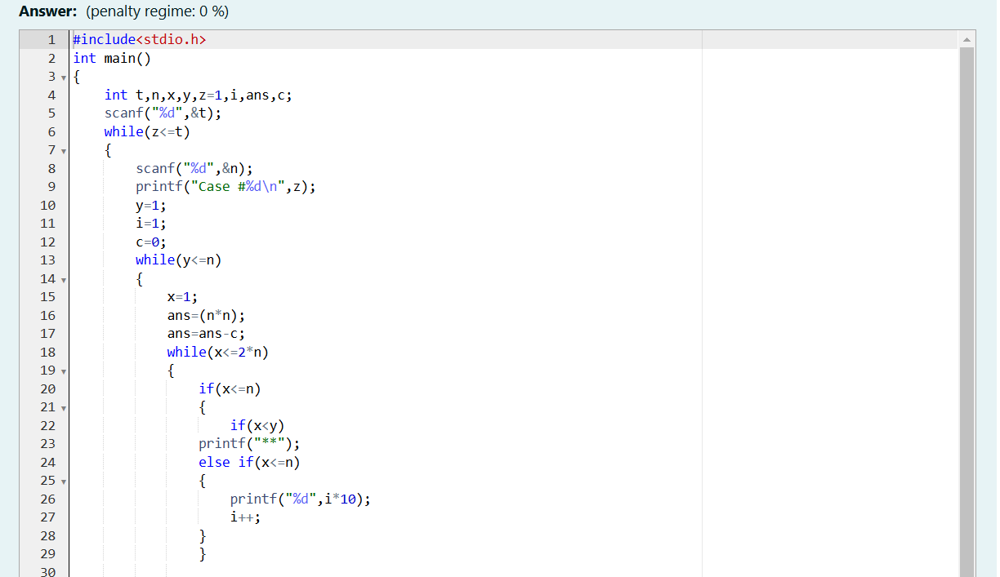 Answer: (penalty regime: 0 %)
1 #include<stdio.h>
2 int main()
3 {
4 int t,n,x,y,z=1,i,ans,c;
5 scanf("%d",&t);
6 while(z<=t)
7 {
8 scanf("%d",&n);
9 printf("Case #%d\n",z);
10 y=1;
11 i=1;
12 c=0;
13 while(y<=n)
14 {
15 x=1;
16 ans=(n*n);
17 ans=ans-c;
18 while(x<=2*n)
19 {
20 if(x<=n)
21 {
22 if(x<y)
23 printf("**");
24 else if(x<=n)
25 {
26 printf("%d",i*10);
27 i++;
28 }
29 }
30